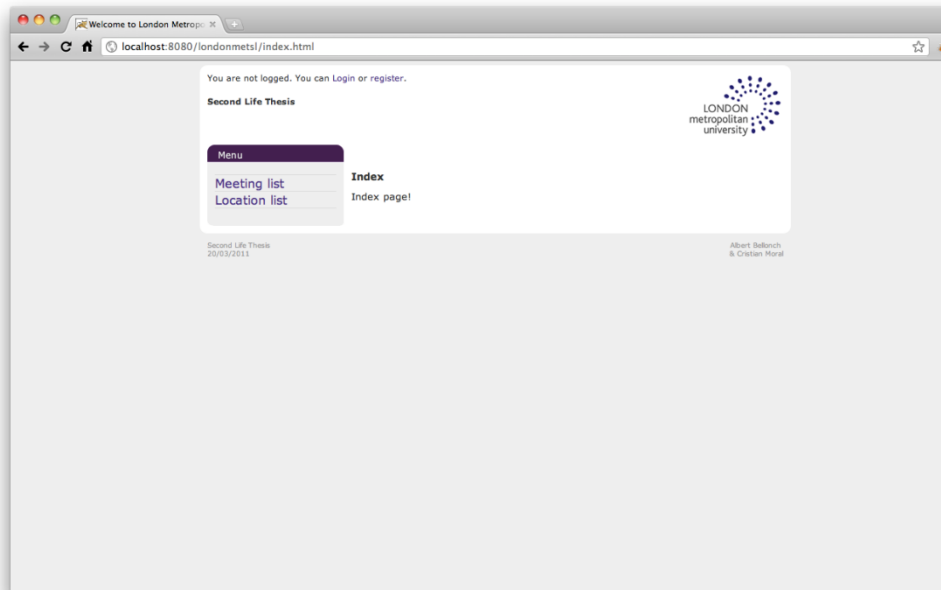 Welcome to London Metropo
localhost:8080/londonmetsl/index.html
You are not logged. You can Login or register.
Second Life Thesis
LONDON
metropolitan
university
Menu
Meeting list
Location list
Index
Index page!
Second Life Thesis
20/03/2011
Albert Bellonch
& Cristian Moral